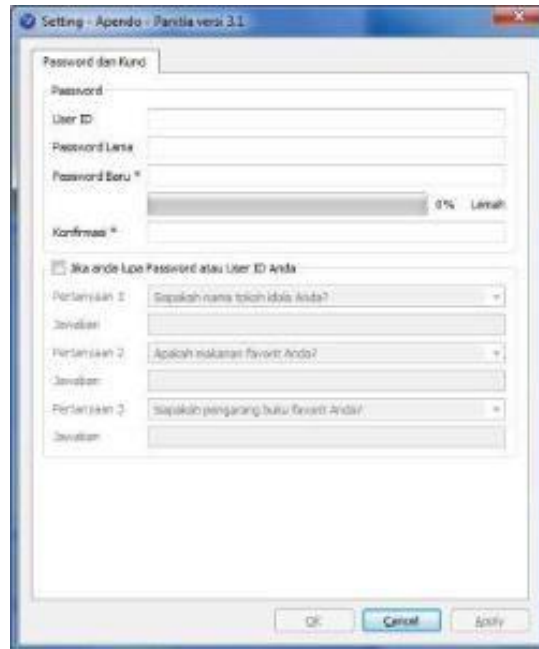 Setting - Apendo - Panitia versi 3.1
Password dan Kunci
Password
User ID
Password Lama
Password Baru *
0% Lemah
Konfirmasi *
Jika anda lupa Password atau User ID Anda
Pertanyaan 1 Siapakah nama tokoh idola Anda?
Jawaban
Pertanyaan 2 Apakah makanan favorit Anda?
Jawaban
Pertanyaan 3 Siapakah pengarang buku favorit Anda?
Jawaban
OK Cancel Apply